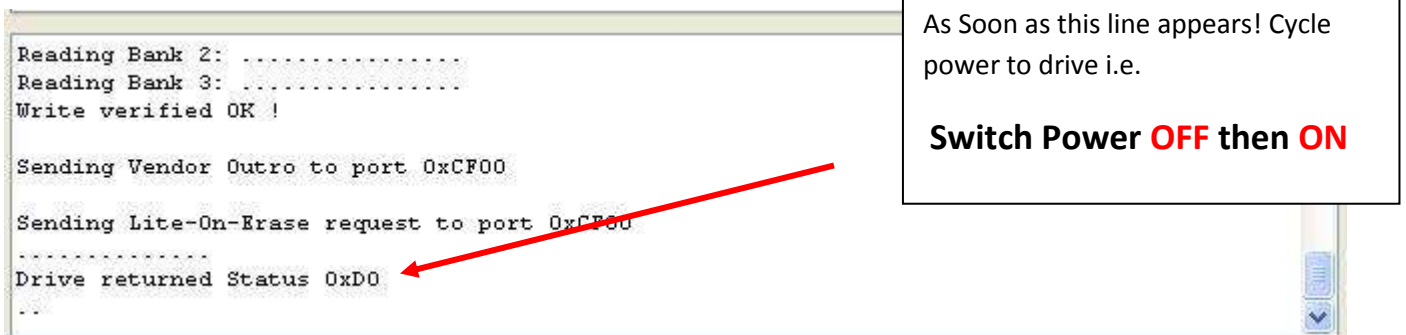 Reading Bank 2: ................
Reading Bank 3: ................
Write verified OK !
Sending Vendor Outro to port 0xCF00
Sending Lite-On-Erase request to port 0xCF00
..............
Drive returned Status 0xD0
..
As Soon as this line appears! Cycle
power to drive i.e.
Switch Power OFF then ON